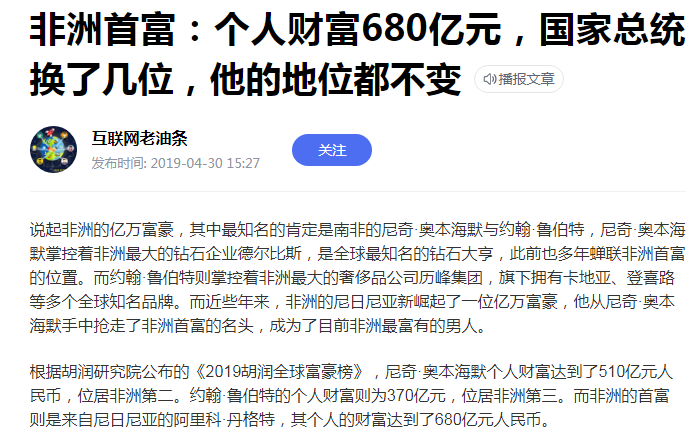 非洲首富：个人财富680亿元，国家总统
换了几位，他的地位都不变
播报文章
互联网老油条
发布时间: 2019-04-30 15:27
关注
说起非洲的亿万富豪，其中最知名的肯定是南非的尼奇·奥本海默与约翰·鲁伯特，尼奇·奥本海
默掌控着非洲最大的钻石企业德尔比斯，是全球最知名的钻石大亨，此前也多年蝉联非洲首富
的位置。而约翰·鲁伯特则掌控着非洲最大的奢侈品公司历峰集团，旗下拥有卡地亚、登喜路
等多个全球知名品牌。而近些年来，非洲的尼日尼亚新崛起了一位亿万富豪，他从尼奇·奥本
海默手中抢走了非洲首富的名头，成为了目前非洲最富有的男人。
根据胡润研究院公布的《2019胡润全球富豪榜》，尼奇·奥本海默个人财富达到了510亿元人
民币，位居非洲第二。约翰·鲁伯特的个人财富则为370亿元，位居非洲第三。而非洲的首富
则是来自尼日尼亚的阿里科·丹格特，其个人的财富达到了680亿元人民币。